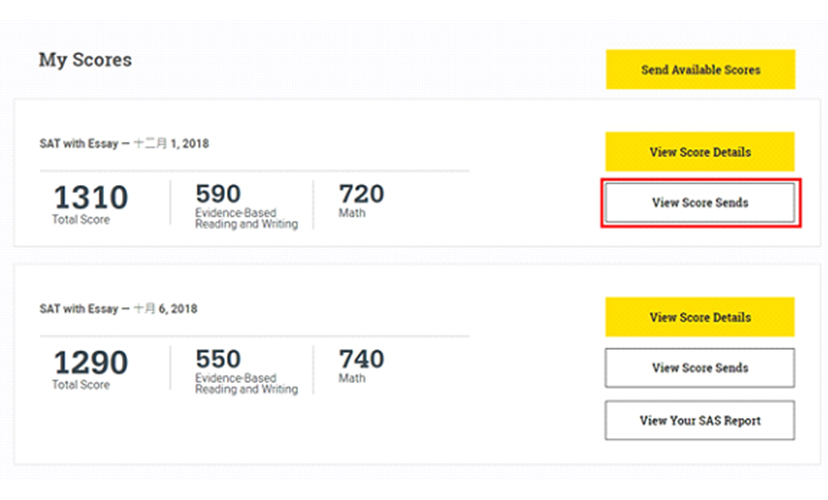 My Scores
Send Available Scores
SAT with Essay — 十二月 1, 2018
View Score Details
1310
Total Score
590
Evidence-Based
Reading and Writing
720
Math
View Score Sends
SAT with Essay — 十月 6, 2018
View Score Details
1290
Total Score
550
Evidence-Based
Reading and Writing
740
Math
View Score Sends
View Your SAS Report